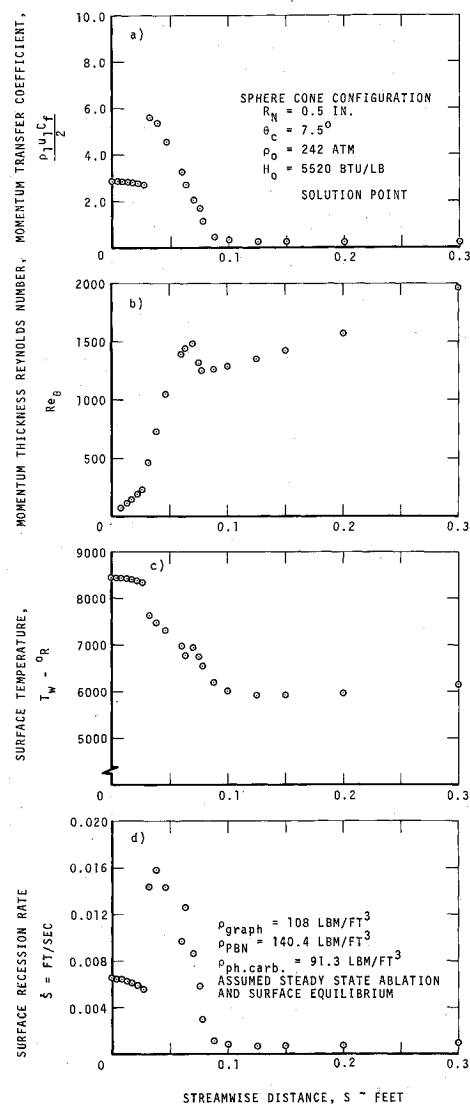 MOMENTUM TRANSFER COEFFICIENT,
ρ₁u₁C_f
2
10.0
8.0
6.0
4.0
2.0
0
0.1
0.2
0.3
a)
SPHERE CONE CONFIGURATION
R_N = 0.5 IN.
θ_c = 7.5°
ρ_o = 242 ATM
H_o = 5520 BTU/LB
SOLUTION POINT
MOMENTUM THICKNESS REYNOLDS NUMBER,
Re_θ
2000
1500
1000
500
0
0.1
0.2
0.3
b)
SURFACE TEMPERATURE,
T_w - °R
9000
8000
7000
6000
5000
0
0.1
0.2
0.3
c)
SURFACE RECESSION RATE
Ṡ = FT/SEC
0.020
0.016
0.012
0.008
0.004
0
0.1
0.2
0.3
d)
ρ_graph = 108 LBM/FT³
ρ_PBN = 140.4 LBM/FT³
ρ_ph.carb. = 91.3 LBM/FT³
ASSUMED STEADY STATE ABLATION
AND SURFACE EQUILIBRIUM
STREAMWISE DISTANCE, S ~ FEET